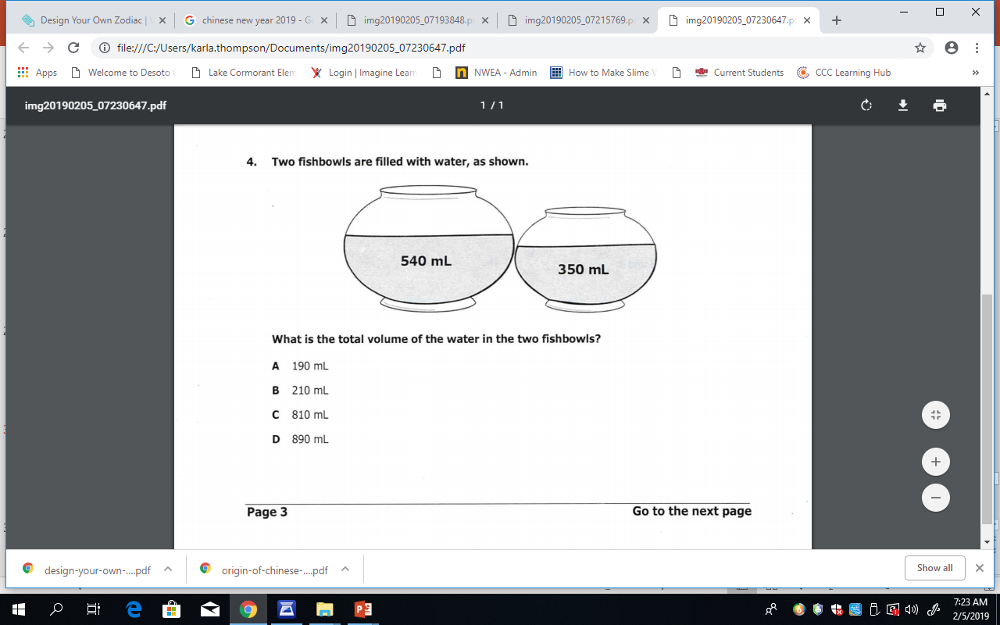 Design Your Own Zodiac |
chinese new year 2019 - G
img20190205_07193848.p
img20190205_07215769.p
img20190205_07230647.p
file:///C:/Users/karla.thompson/Documents/img20190205_07230647.pdf
Apps
Welcome to Desoto
Lake Cormorant Elem
Login | Imagine Learn
NWEA - Admin
How to Make Slime
Current Students
CCC Learning Hub
»
img20190205_07230647.pdf
1 / 1
4. Two fishbowls are filled with water, as shown.
540 mL
350 mL
What is the total volume of the water in the two fishbowls?
A 190 mL
B 210 mL
C 810 mL
D 890 mL
Page 3
Go to the next page
design-your-own-....pdf
origin-of-chinese-....pdf
Show all
7:23 AM
2/5/2019